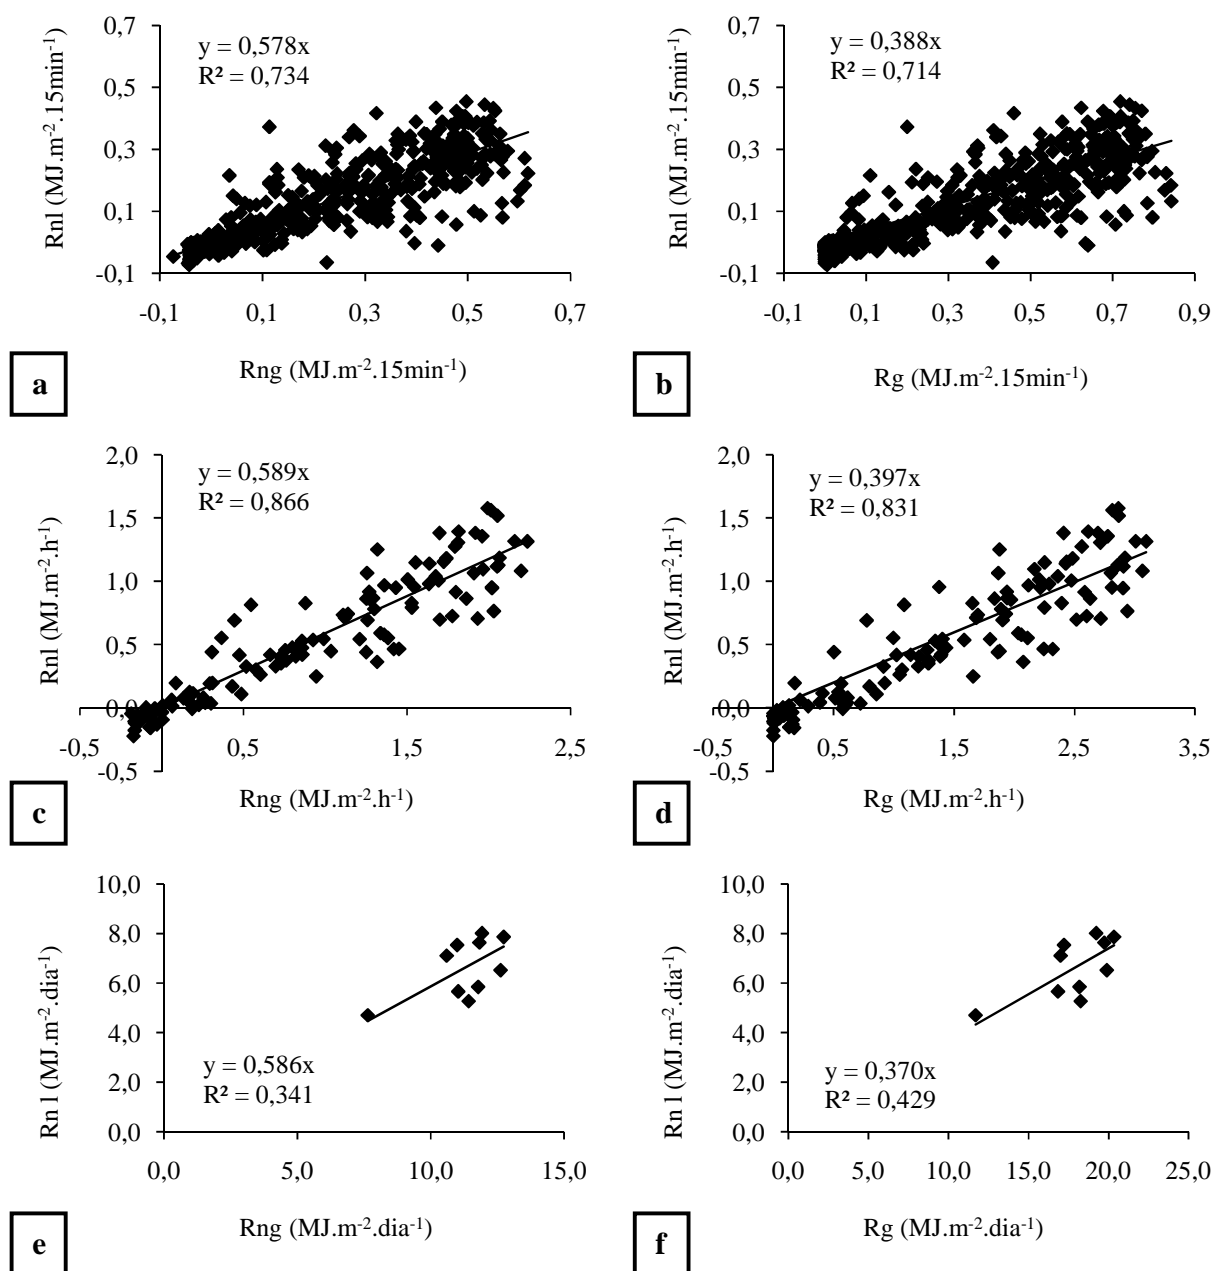 y = 0,578x
R² = 0,734
0,7
0,5
0,3
0,1
-0,1
-0,1 0,1 0,3 0,5 0,7
Rnl (MJ.m⁻².15min⁻¹)
Rng (MJ.m⁻².15min⁻¹)
a
y = 0,388x
R² = 0,714
0,7
0,5
0,3
0,1
-0,1
-0,1 0,1 0,3 0,5 0,7 0,9
Rnl (MJ.m⁻².15min⁻¹)
Rg (MJ.m⁻².15min⁻¹)
b
y = 0,589x
R² = 0,866
2,0
1,5
1,0
0,5
0,0
-0,5
-0,5 0,5 1,5 2,5
Rnl (MJ.m⁻².h⁻¹)
Rng (MJ.m⁻².h⁻¹)
c
y = 0,397x
R² = 0,831
2,0
1,5
1,0
0,5
0,0
-0,5
-0,5 0,5 1,5 2,5 3,5
Rnl (MJ.m⁻².h⁻¹)
Rg (MJ.m⁻².h⁻¹)
d
10,0
8,0
6,0
4,0
2,0
0,0
y = 0,586x
R² = 0,341
0,0 5,0 10,0 15,0
Rn l (MJ.m⁻².dia⁻¹)
Rng (MJ.m⁻².dia⁻¹)
e
10,0
8,0
6,0
4,0
2,0
0,0
y = 0,370x
R² = 0,429
0,0 5,0 10,0 15,0 20,0 25,0
Rn l (MJ.m⁻².dia⁻¹)
Rg (MJ.m⁻².dia⁻¹)
f